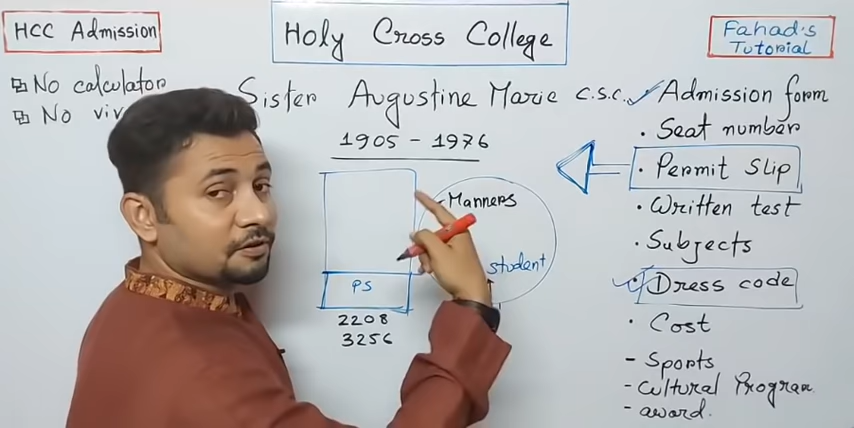 HCC Admission
No calculator
No viv
Holy Cross College
Sister Augustine Marie c.s.c.
1905 - 1976
Manners
student
PS
2208
3256
Fahad's
Tutorial
Admission form
Seat number
Permit Slip
Written test
Subjects
Dress code
Cost
- Sports
- Cultural Program
- award.